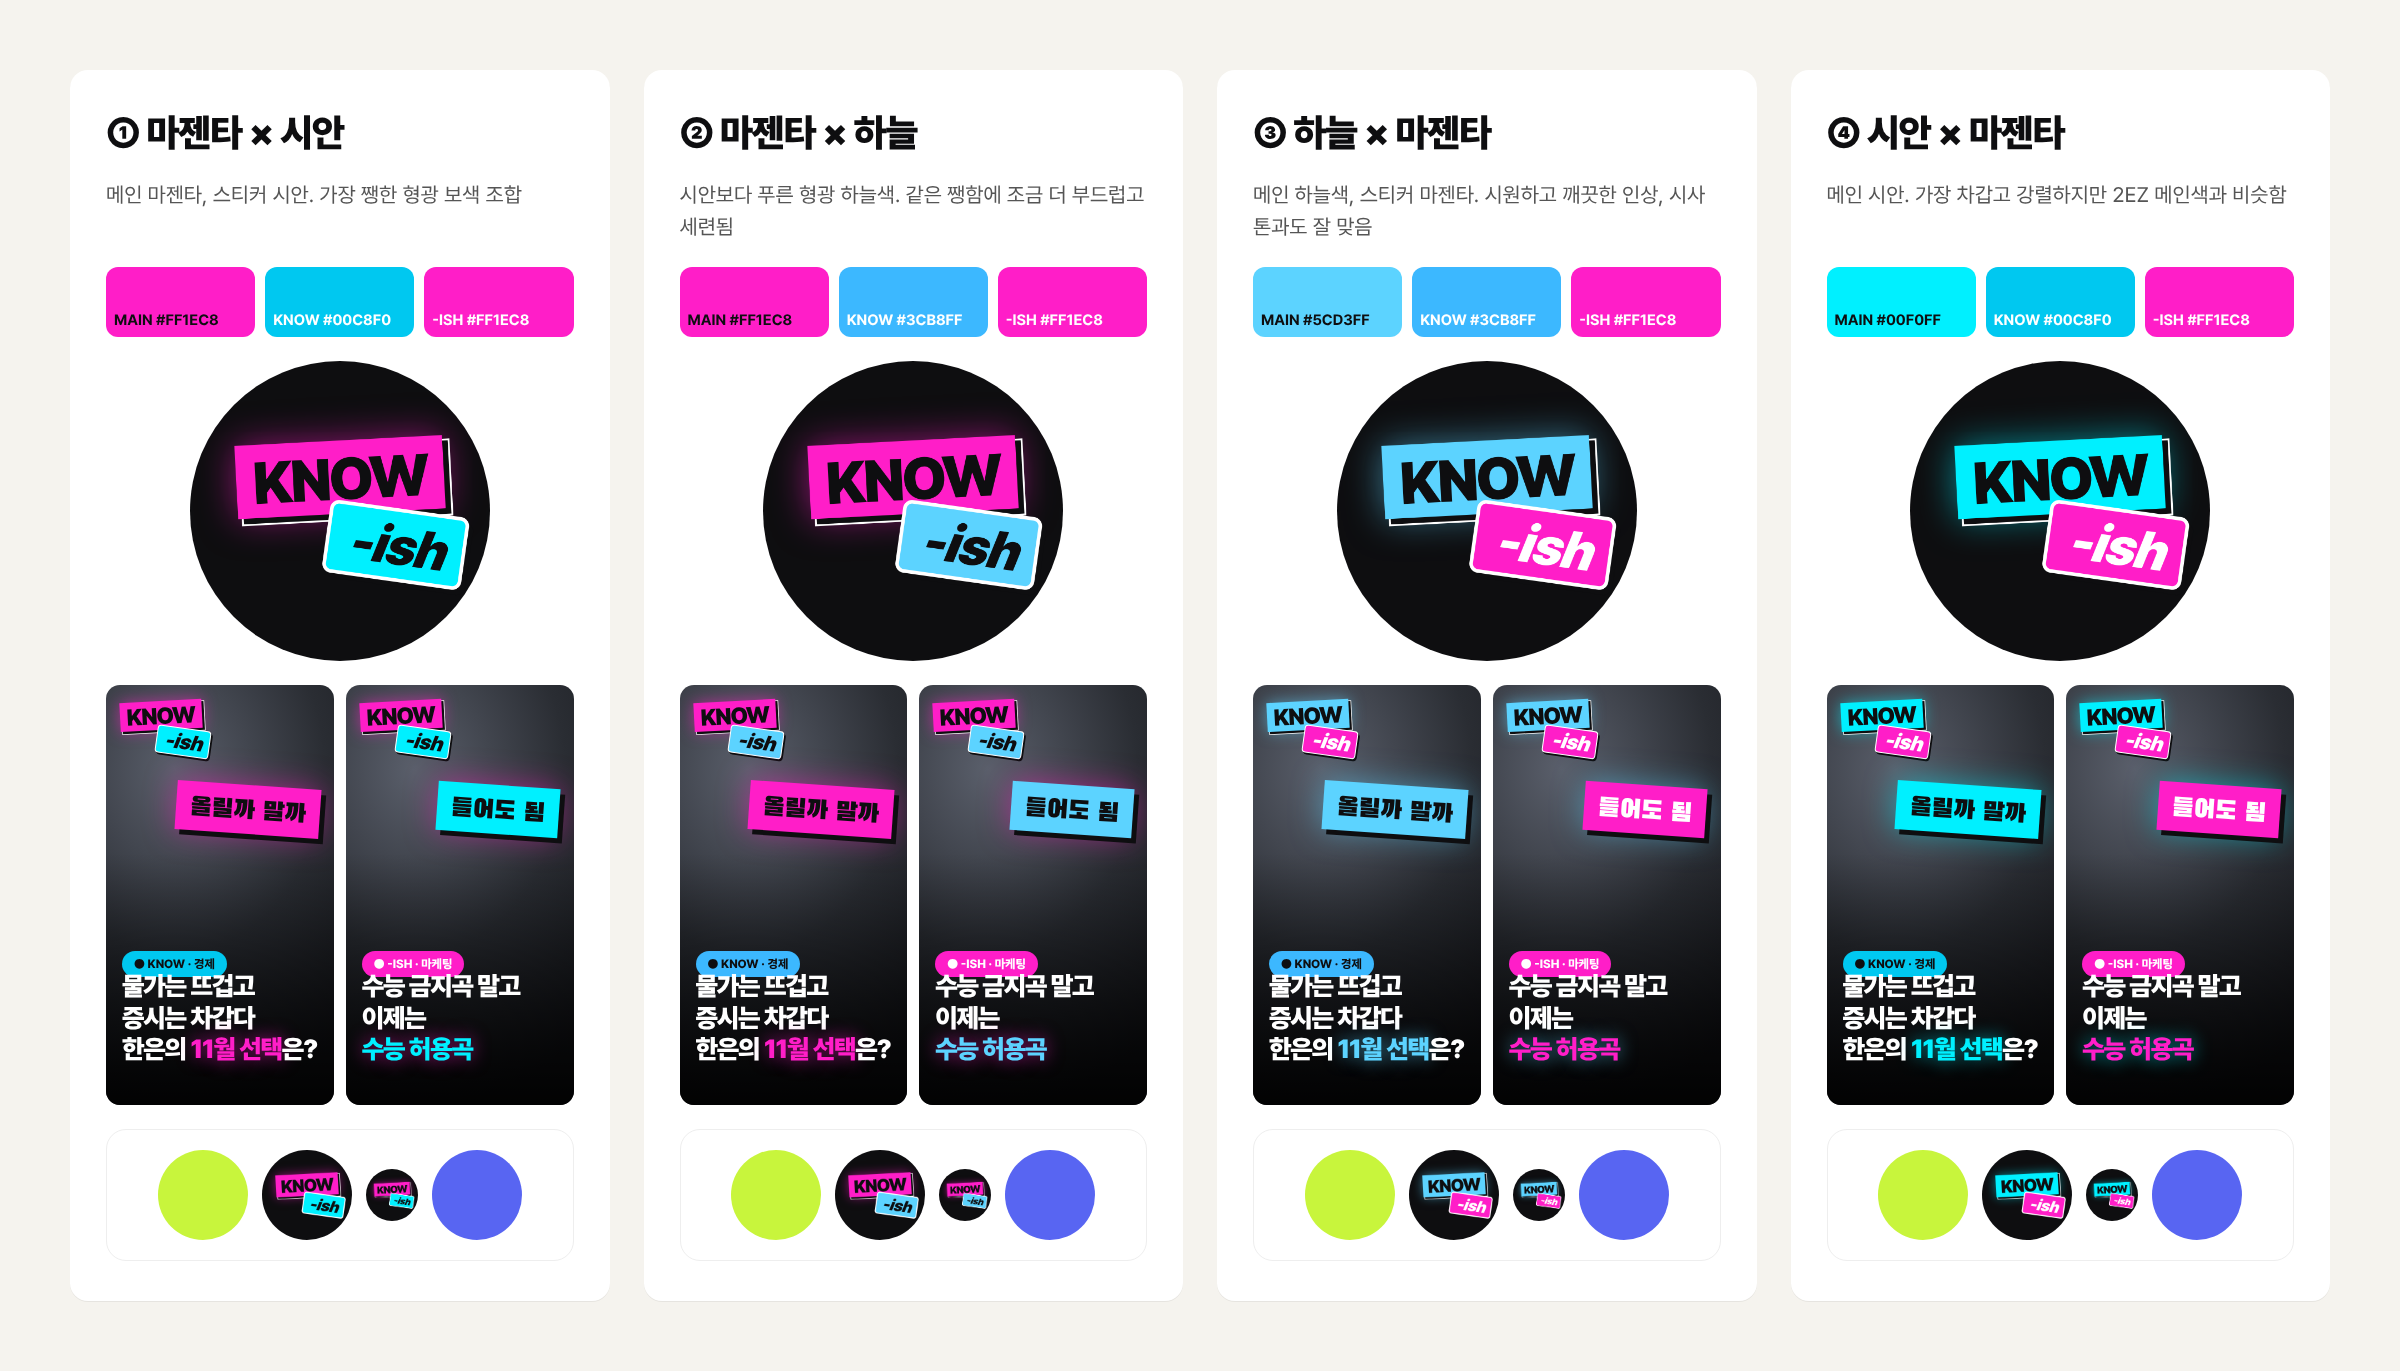 ① 마젠타 × 시안
메인 마젠타, 스티커 시안. 가장 쨍한 형광 보색 조합
MAIN #FF1EC8
KNOW #00C8F0
-ISH #FF1EC8
KNOW
-ish
KNOW
-ish
올릴까 말까
KNOW · 경제
물가는 뜨겁고
증시는 차갑다
한은의 11월 선택은?
KNOW
-ish
들어도 됨
-ISH · 마케팅
수능 금지곡 말고
이제는
수능 허용곡
KNOW
-ish
KNOW
-ish
② 마젠타 × 하늘
시안보다 푸른 형광 하늘색. 같은 쨍함에 조금 더 부드럽고
세련됨
MAIN #FF1EC8
KNOW #3CB8FF
-ISH #FF1EC8
KNOW
-ish
KNOW
-ish
올릴까 말까
KNOW · 경제
물가는 뜨겁고
증시는 차갑다
한은의 11월 선택은?
KNOW
-ish
들어도 됨
-ISH · 마케팅
수능 금지곡 말고
이제는
수능 허용곡
KNOW
-ish
KNOW
-ish
③ 하늘 × 마젠타
메인 하늘색, 스티커 마젠타. 시원하고 깨끗한 인상, 시사
톤과도 잘 맞음
MAIN #5CD3FF
KNOW #3CB8FF
-ISH #FF1EC8
KNOW
-ish
KNOW
-ish
올릴까 말까
KNOW · 경제
물가는 뜨겁고
증시는 차갑다
한은의 11월 선택은?
KNOW
-ish
들어도 됨
-ISH · 마케팅
수능 금지곡 말고
이제는
수능 허용곡
KNOW
-ish
KNOW
-ish
④ 시안 × 마젠타
메인 시안. 가장 차갑고 강렬하지만 2EZ 메인색과 비슷함
MAIN #00F0FF
KNOW #00C8F0
-ISH #FF1EC8
KNOW
-ish
KNOW
-ish
올릴까 말까
KNOW · 경제
물가는 뜨겁고
증시는 차갑다
한은의 11월 선택은?
KNOW
-ish
들어도 됨
-ISH · 마케팅
수능 금지곡 말고
이제는
수능 허용곡
KNOW
-ish
KNOW
-ish